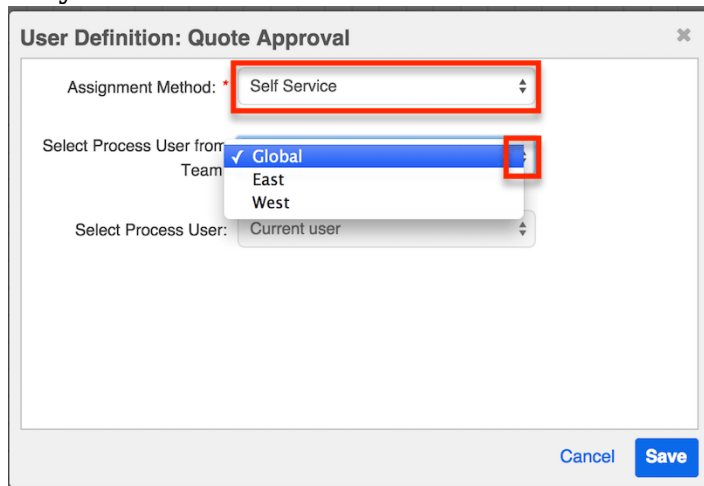 User Definition: Quote Approval
Assignment Method: * Self Service
Select Process User from
Team
✓ Global
East
West
Select Process User: Current user
Cancel Save